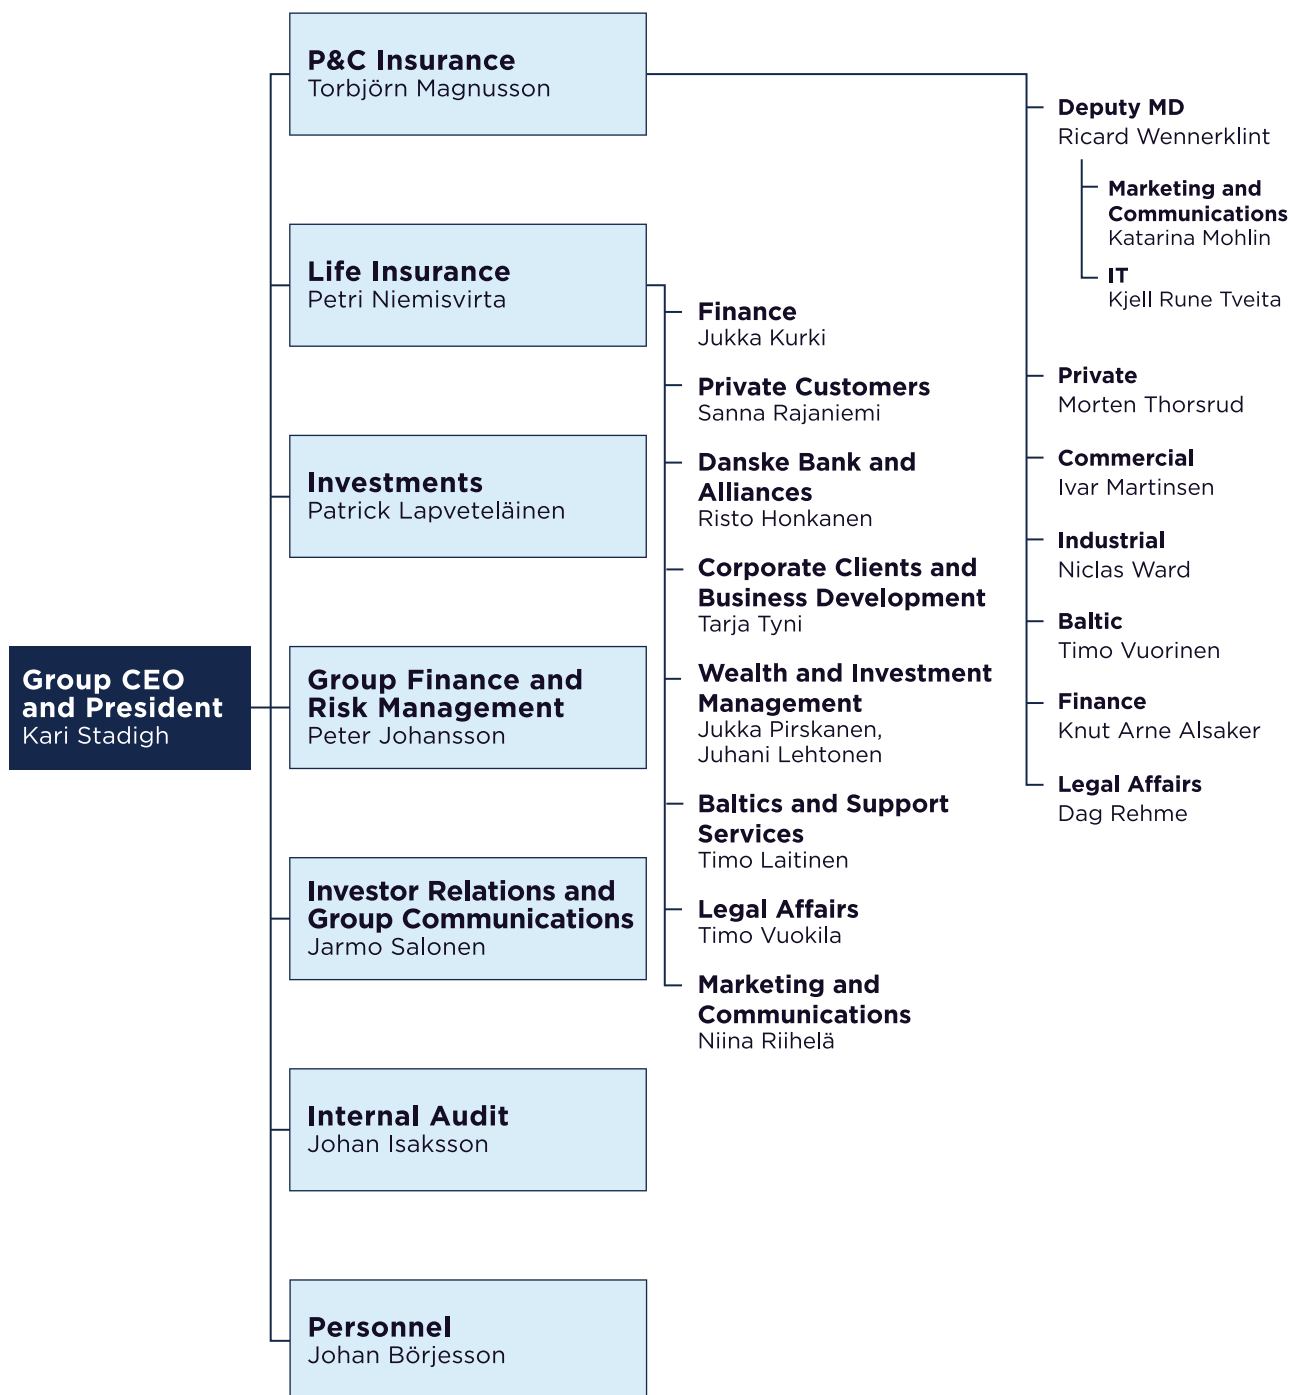 Group CEO
and President
Kari Stadigh
P&C Insurance
Torbjörn Magnusson
Life Insurance
Petri Niemisvirta
Investments
Patrick Lapveteläinen
Group Finance and
Risk Management
Peter Johansson
Investor Relations and
Group Communications
Jarmo Salonen
Internal Audit
Johan Isaksson
Personnel
Johan Börjesson
Finance
Jukka Kurki
Private Customers
Sanna Rajaniemi
Danske Bank and
Alliances
Risto Honkanen
Corporate Clients and
Business Development
Tarja Tyni
Wealth and Investment
Management
Jukka Pirskanen,
Juhani Lehtonen
Baltics and Support
Services
Timo Laitinen
Legal Affairs
Timo Vuokila
Marketing and
Communications
Niina Riihelä
Deputy MD
Ricard Wennerklint
Marketing and
Communications
Katarina Mohlin
IT
Kjell Rune Tveita
Private
Morten Thorsrud
Commercial
Ivar Martinsen
Industrial
Niclas Ward
Baltic
Timo Vuorinen
Finance
Knut Arne Alsaker
Legal Affairs
Dag Rehme